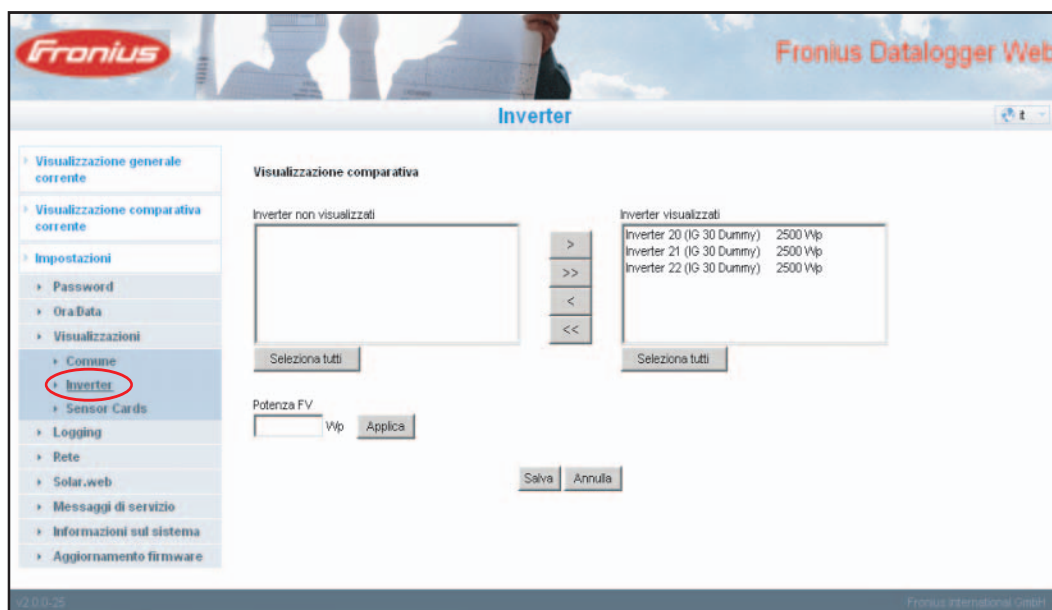 Fronius
Fronius Datalogger Web
Inverter
it
Visualizzazione generale
corrente
Visualizzazione comparativa
corrente
Impostazioni
Password
Ora/Data
Visualizzazioni
Comune
Inverter
Sensor Cards
Logging
Rete
Solar.web
Messaggi di servizio
Informazioni sul sistema
Aggiornamento firmware
Visualizzazione comparativa
Inverter non visualizzati
Seleziona tutti
>
>>
<
<<
Inverter visualizzati
Inverter 20 (IG 30 Dummy) 2500 Wp
Inverter 21 (IG 30 Dummy) 2500 Wp
Inverter 22 (IG 30 Dummy) 2500 Wp
Seleziona tutti
Potenza FV
Wp Applica
Salva Annulla
v2.0.0-25
Fronius International GmbH